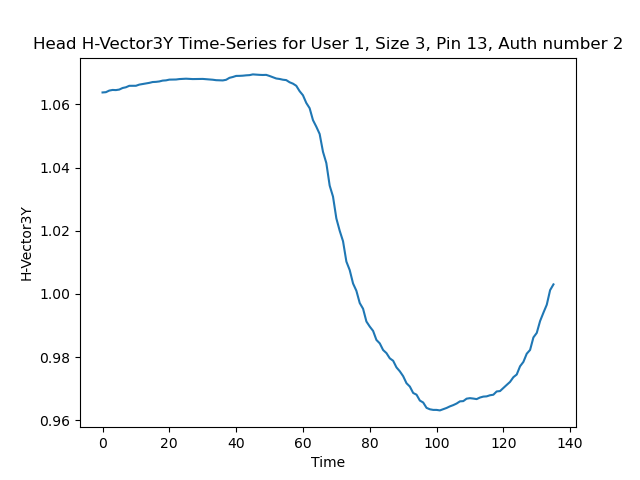 Head H-Vector3Y Time-Series for User 1, Size 3, Pin 13, Auth number 2
H-Vector3Y
1.06
1.04
1.02
1.00
0.98
0.96
0 20 40 60 80 100 120 140
Time